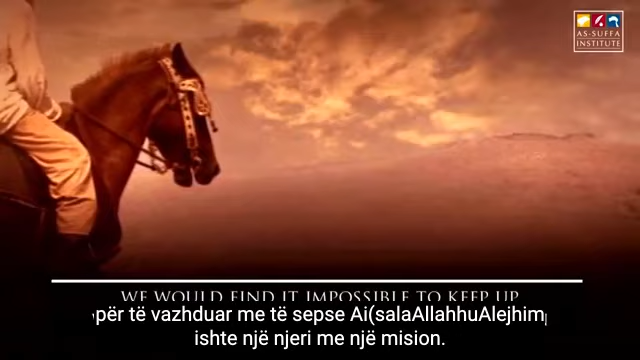 AS-SUFFA
INSTITUTE
WE WOULD FIND IT IMPOSSIBLE TO KEEP UP
për të vazhduar me të sepse Ai(salaAllahhuAlejhim
ishte një njeri me një mision.